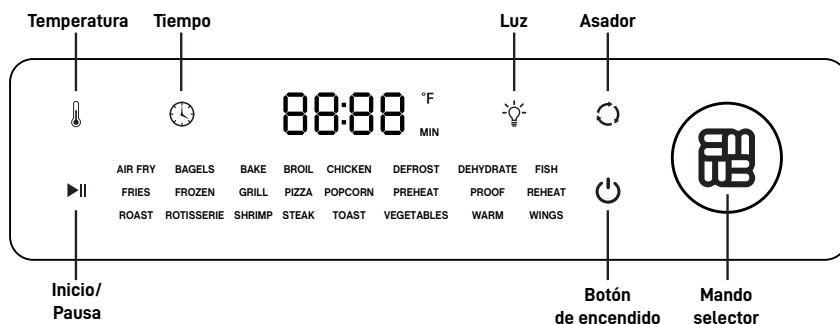 Temperatura Tiempo Luz Asador
88:88 °F
MIN
AIR FRY BAGELS BAKE BROIL CHICKEN DEFROST DEHYDRATE FISH
FRIES FROZEN GRILL PIZZA POPCORN PREHEAT PROOF REHEAT
ROAST ROTISSERIE SHRIMP STEAK TOAST VEGETABLES WARM WINGS
Inicio/
Pausa
Botón
de encendido
Mando
selector